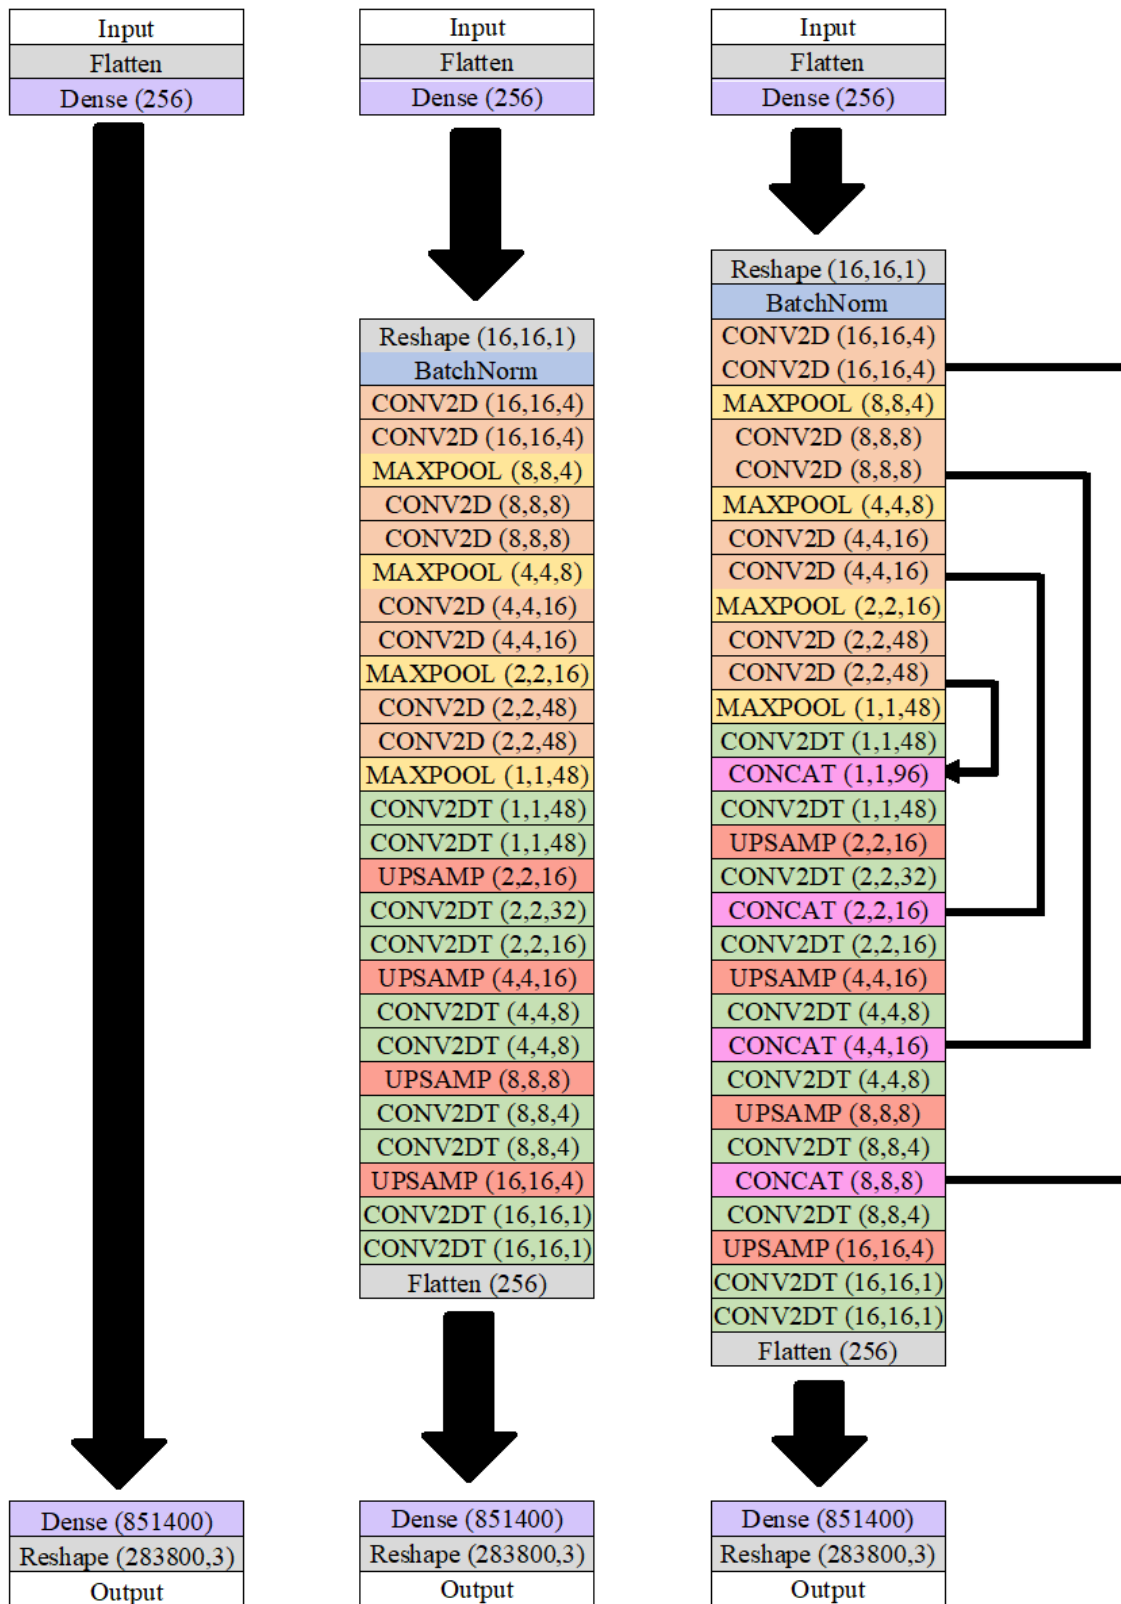 Input
Flatten
Dense (256)
Dense (851400)
Reshape (283800,3)
Output
Input
Flatten
Dense (256)
Reshape (16,16,1)
BatchNorm
CONV2D (16,16,4)
CONV2D (16,16,4)
MAXPOOL (8,8,4)
CONV2D (8,8,8)
CONV2D (8,8,8)
MAXPOOL (4,4,8)
CONV2D (4,4,16)
CONV2D (4,4,16)
MAXPOOL (2,2,16)
CONV2D (2,2,48)
CONV2D (2,2,48)
MAXPOOL (1,1,48)
CONV2DT (1,1,48)
CONV2DT (1,1,48)
UPSAMP (2,2,16)
CONV2DT (2,2,32)
CONV2DT (2,2,16)
UPSAMP (4,4,16)
CONV2DT (4,4,8)
CONV2DT (4,4,8)
UPSAMP (8,8,8)
CONV2DT (8,8,4)
CONV2DT (8,8,4)
UPSAMP (16,16,4)
CONV2DT (16,16,1)
CONV2DT (16,16,1)
Flatten (256)
Dense (851400)
Reshape (283800,3)
Output
Input
Flatten
Dense (256)
Reshape (16,16,1)
BatchNorm
CONV2D (16,16,4)
CONV2D (16,16,4)
MAXPOOL (8,8,4)
CONV2D (8,8,8)
CONV2D (8,8,8)
MAXPOOL (4,4,8)
CONV2D (4,4,16)
CONV2D (4,4,16)
MAXPOOL (2,2,16)
CONV2D (2,2,48)
CONV2D (2,2,48)
MAXPOOL (1,1,48)
CONV2DT (1,1,48)
CONCAT (1,1,96)
CONV2DT (1,1,48)
UPSAMP (2,2,16)
CONV2DT (2,2,32)
CONCAT (2,2,16)
CONV2DT (2,2,16)
UPSAMP (4,4,16)
CONV2DT (4,4,8)
CONCAT (4,4,16)
CONV2DT (4,4,8)
UPSAMP (8,8,8)
CONV2DT (8,8,4)
CONCAT (8,8,8)
CONV2DT (8,8,4)
UPSAMP (16,16,4)
CONV2DT (16,16,1)
CONV2DT (16,16,1)
Flatten (256)
Dense (851400)
Reshape (283800,3)
Output